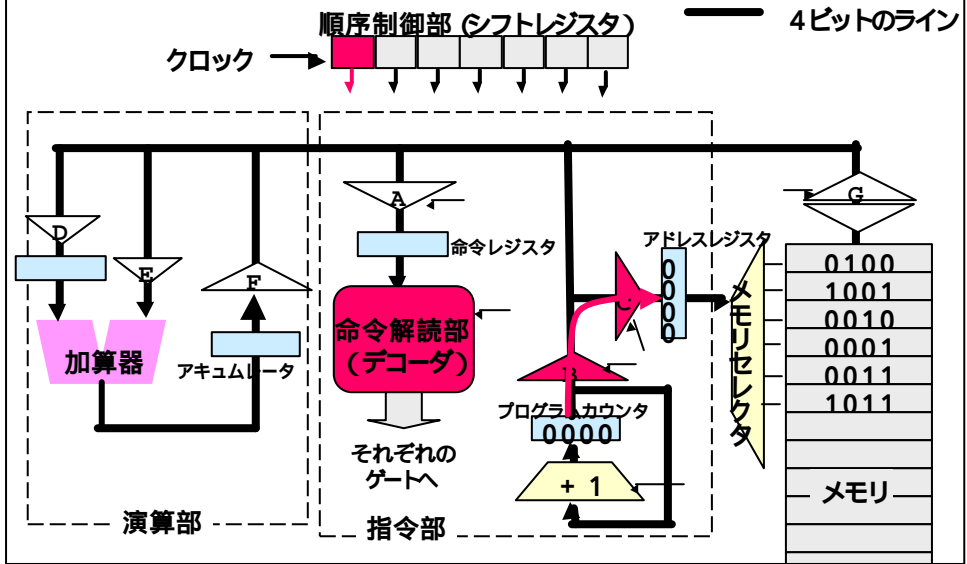 順序制御部 (シフトレジスタ)
4ビットのライン
クロック
A
G
D
E
F
命令レジスタ
アドレスレジスタ
0000
C
B
メモリセレクタ
0100
1001
0010
0001
0011
1011
メモリ
加算器
アキュムレータ
命令解読部
(デコーダ)
プログラムカウンタ
0000
+ 1
それぞれの
ゲートへ
演算部
指令部